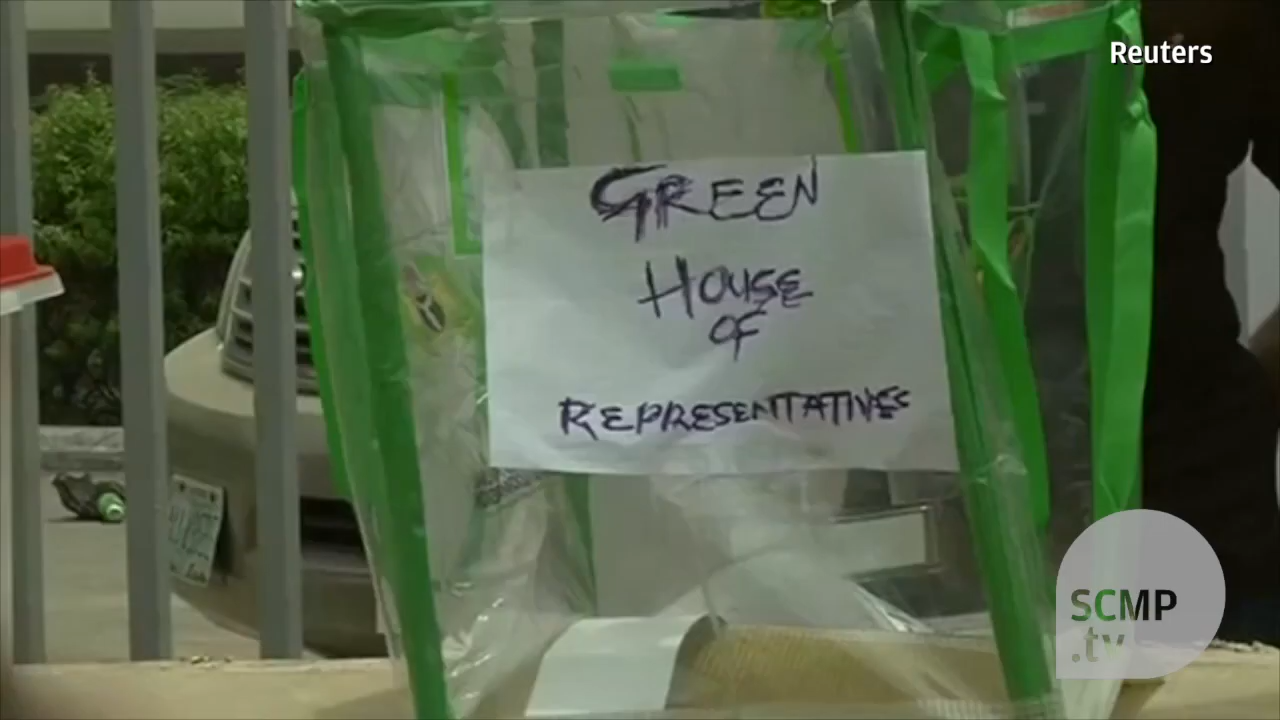 Reuters
GREEN
HOUSE
OF
REPRESENTATIVES
SCMP
.tv